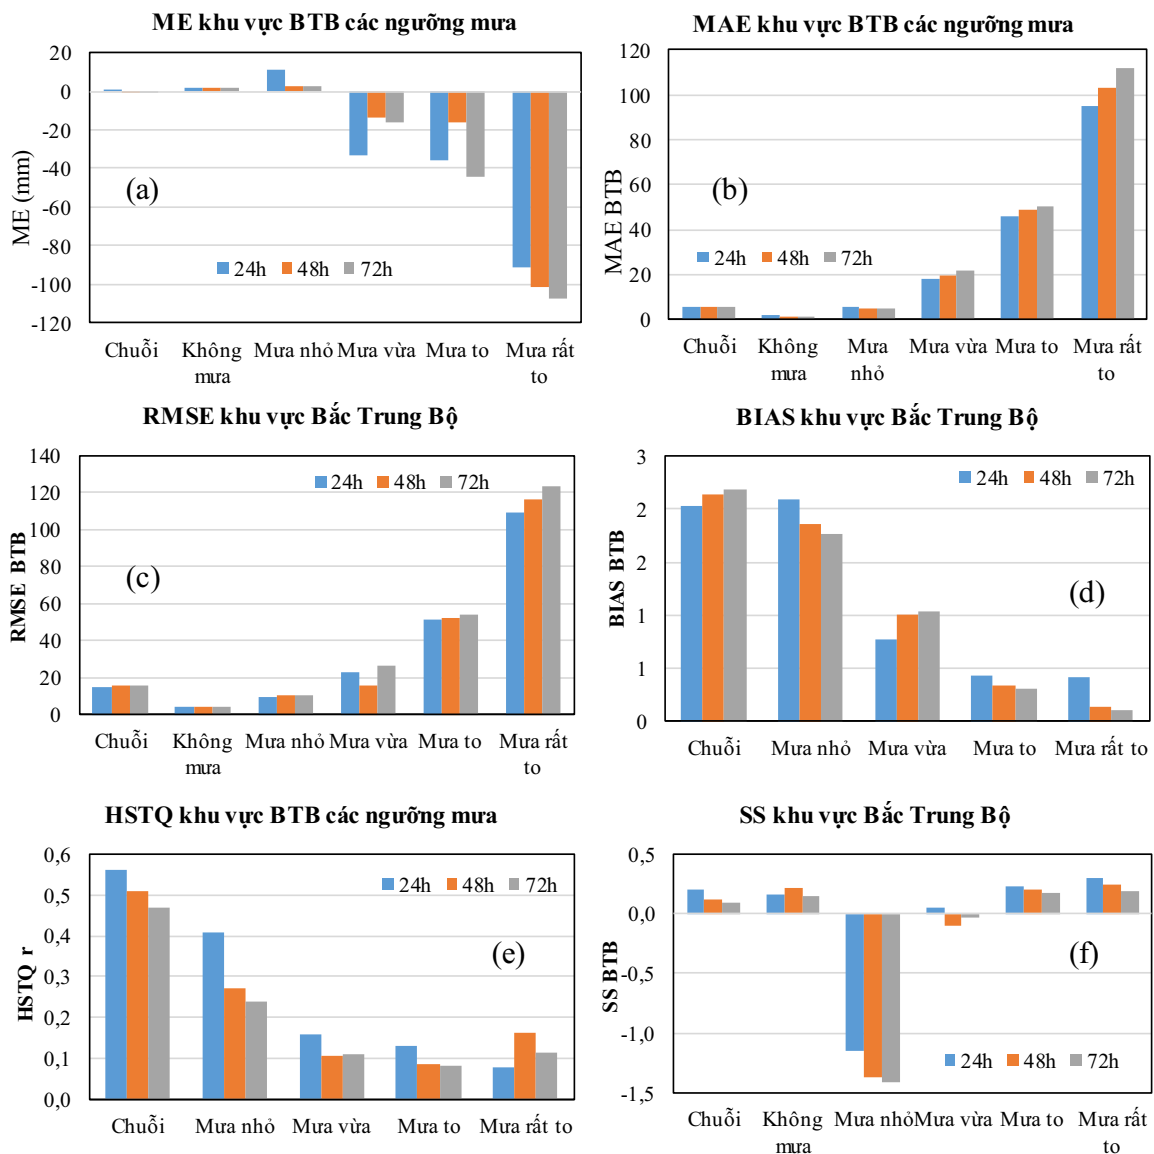 ME khu vực BTB các ngưỡng mưa
20
0
-20
-40
-60
-80
-100
-120
ME (mm)
(a)
24h 48h 72h
Chuỗi Không Mưa nhỏ Mưa vừa Mưa to Mưa rất
mưa to
MAE khu vực BTB các ngưỡng mưa
120
100
80
60
40
20
0
MAE BTB
(b)
24h 48h 72h
Chuỗi Không Mưa Mưa vừa Mưa to Mưa rất
mưa nhỏ to
RMSE khu vực Bắc Trung Bộ
140
120
100
80
60
40
20
0
RMSE BTB
24h 48h 72h
(c)
Chuỗi Không Mưa nhỏ Mưa vừa Mưa to Mưa rất
mưa to
BIAS khu vực Bắc Trung Bộ
3
2
2
1
1
0
BIAS BTB
24h 48h 72h
(d)
Chuỗi Mưa nhỏ Mưa vừa Mưa to Mưa rất to
HSTQ khu vực BTB các ngưỡng mưa
0,6
0,5
0,4
0,3
0,2
0,1
0,0
HSTQ r
24h 48h 72h
(e)
Chuỗi Mưa nhỏ Mưa vừa Mưa to Mưa rất to
SS khu vực Bắc Trung Bộ
0,5
0,0
-0,5
-1,0
-1,5
SS BTB
(f)
24h 48h 72h
Chuỗi Không Mưa nhỏ Mưa vừa Mưa to Mưa rất
mưa to